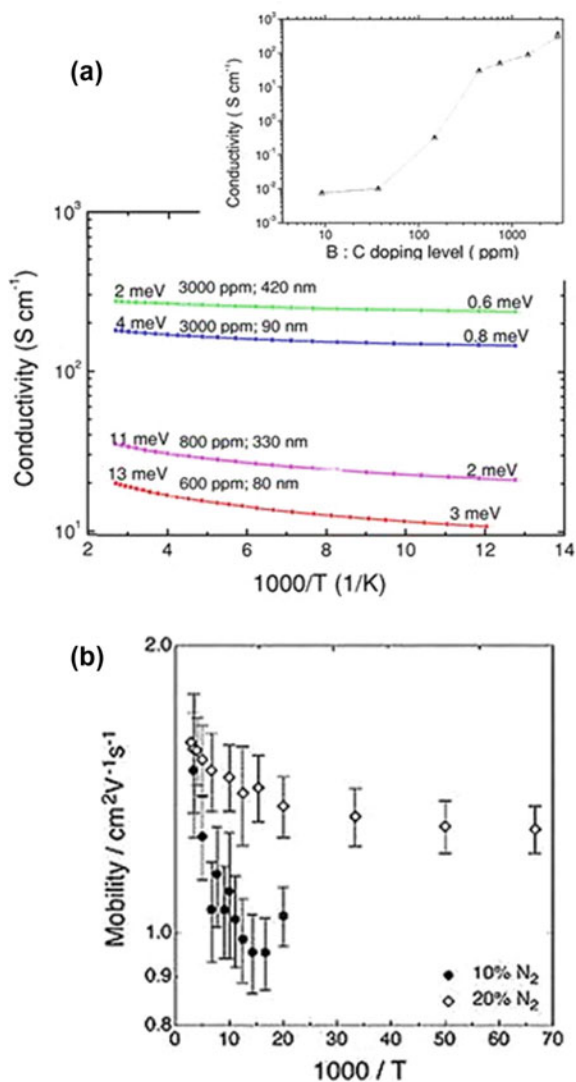 (a)
Conductivity ( S cm⁻¹)
10³
10²
10¹
10⁰
10⁻¹
10⁻²
10⁻³
10 100 1000
B : C doping level ( ppm)
Conductivity (S cm⁻¹)
10³
10²
10¹
2 meV 3000 ppm; 420 nm 0.6 meV
4 meV 3000 ppm; 90 nm 0.8 meV
11 meV 800 ppm; 330 nm 2 meV
13 meV 600 ppm; 80 nm 3 meV
2 4 6 8 10 12 14
1000/T (1/K)
(b)
Mobility / cm²V⁻¹s⁻¹
2.0
1.0
0.9
0.8
10% N₂
20% N₂
0 10 20 30 40 50 60 70
1000 / T